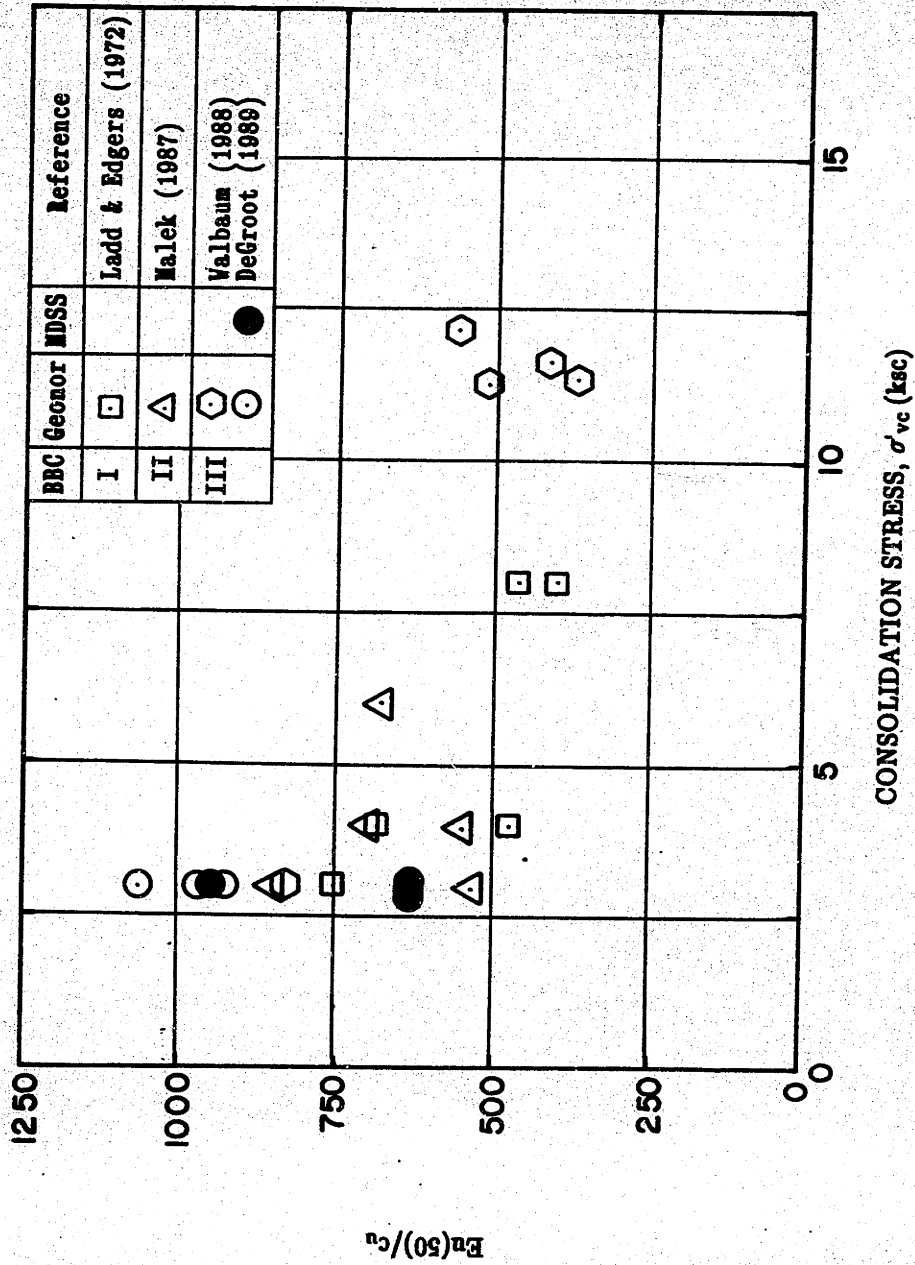 BBC Geonor MDSS Reference
I Ladd & Edgers (1972)
II Malek (1987)
III Walbaum (1988)
DeGroot (1989)
1250
1000
750
500
250
0
0 5 10 15
Eu(50)/cu
CONSOLIDATION STRESS, σ'vc (ksc)